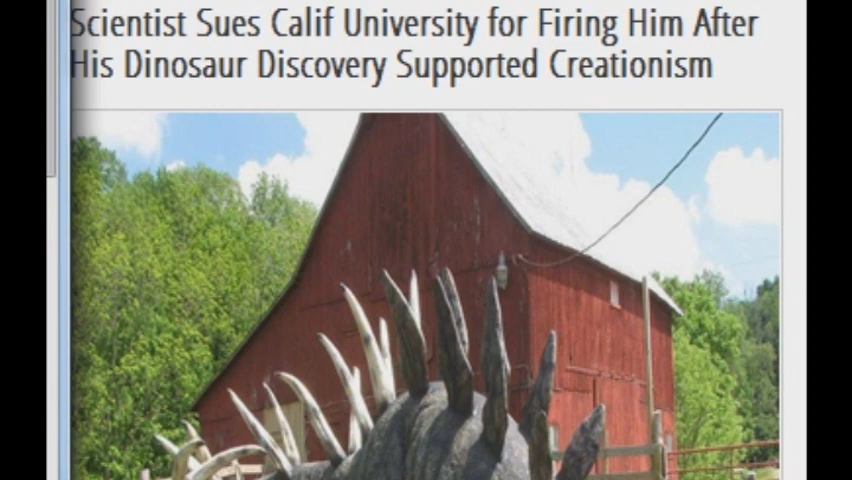 Scientist Sues Calif University for Firing Him After
His Dinosaur Discovery Supported Creationism